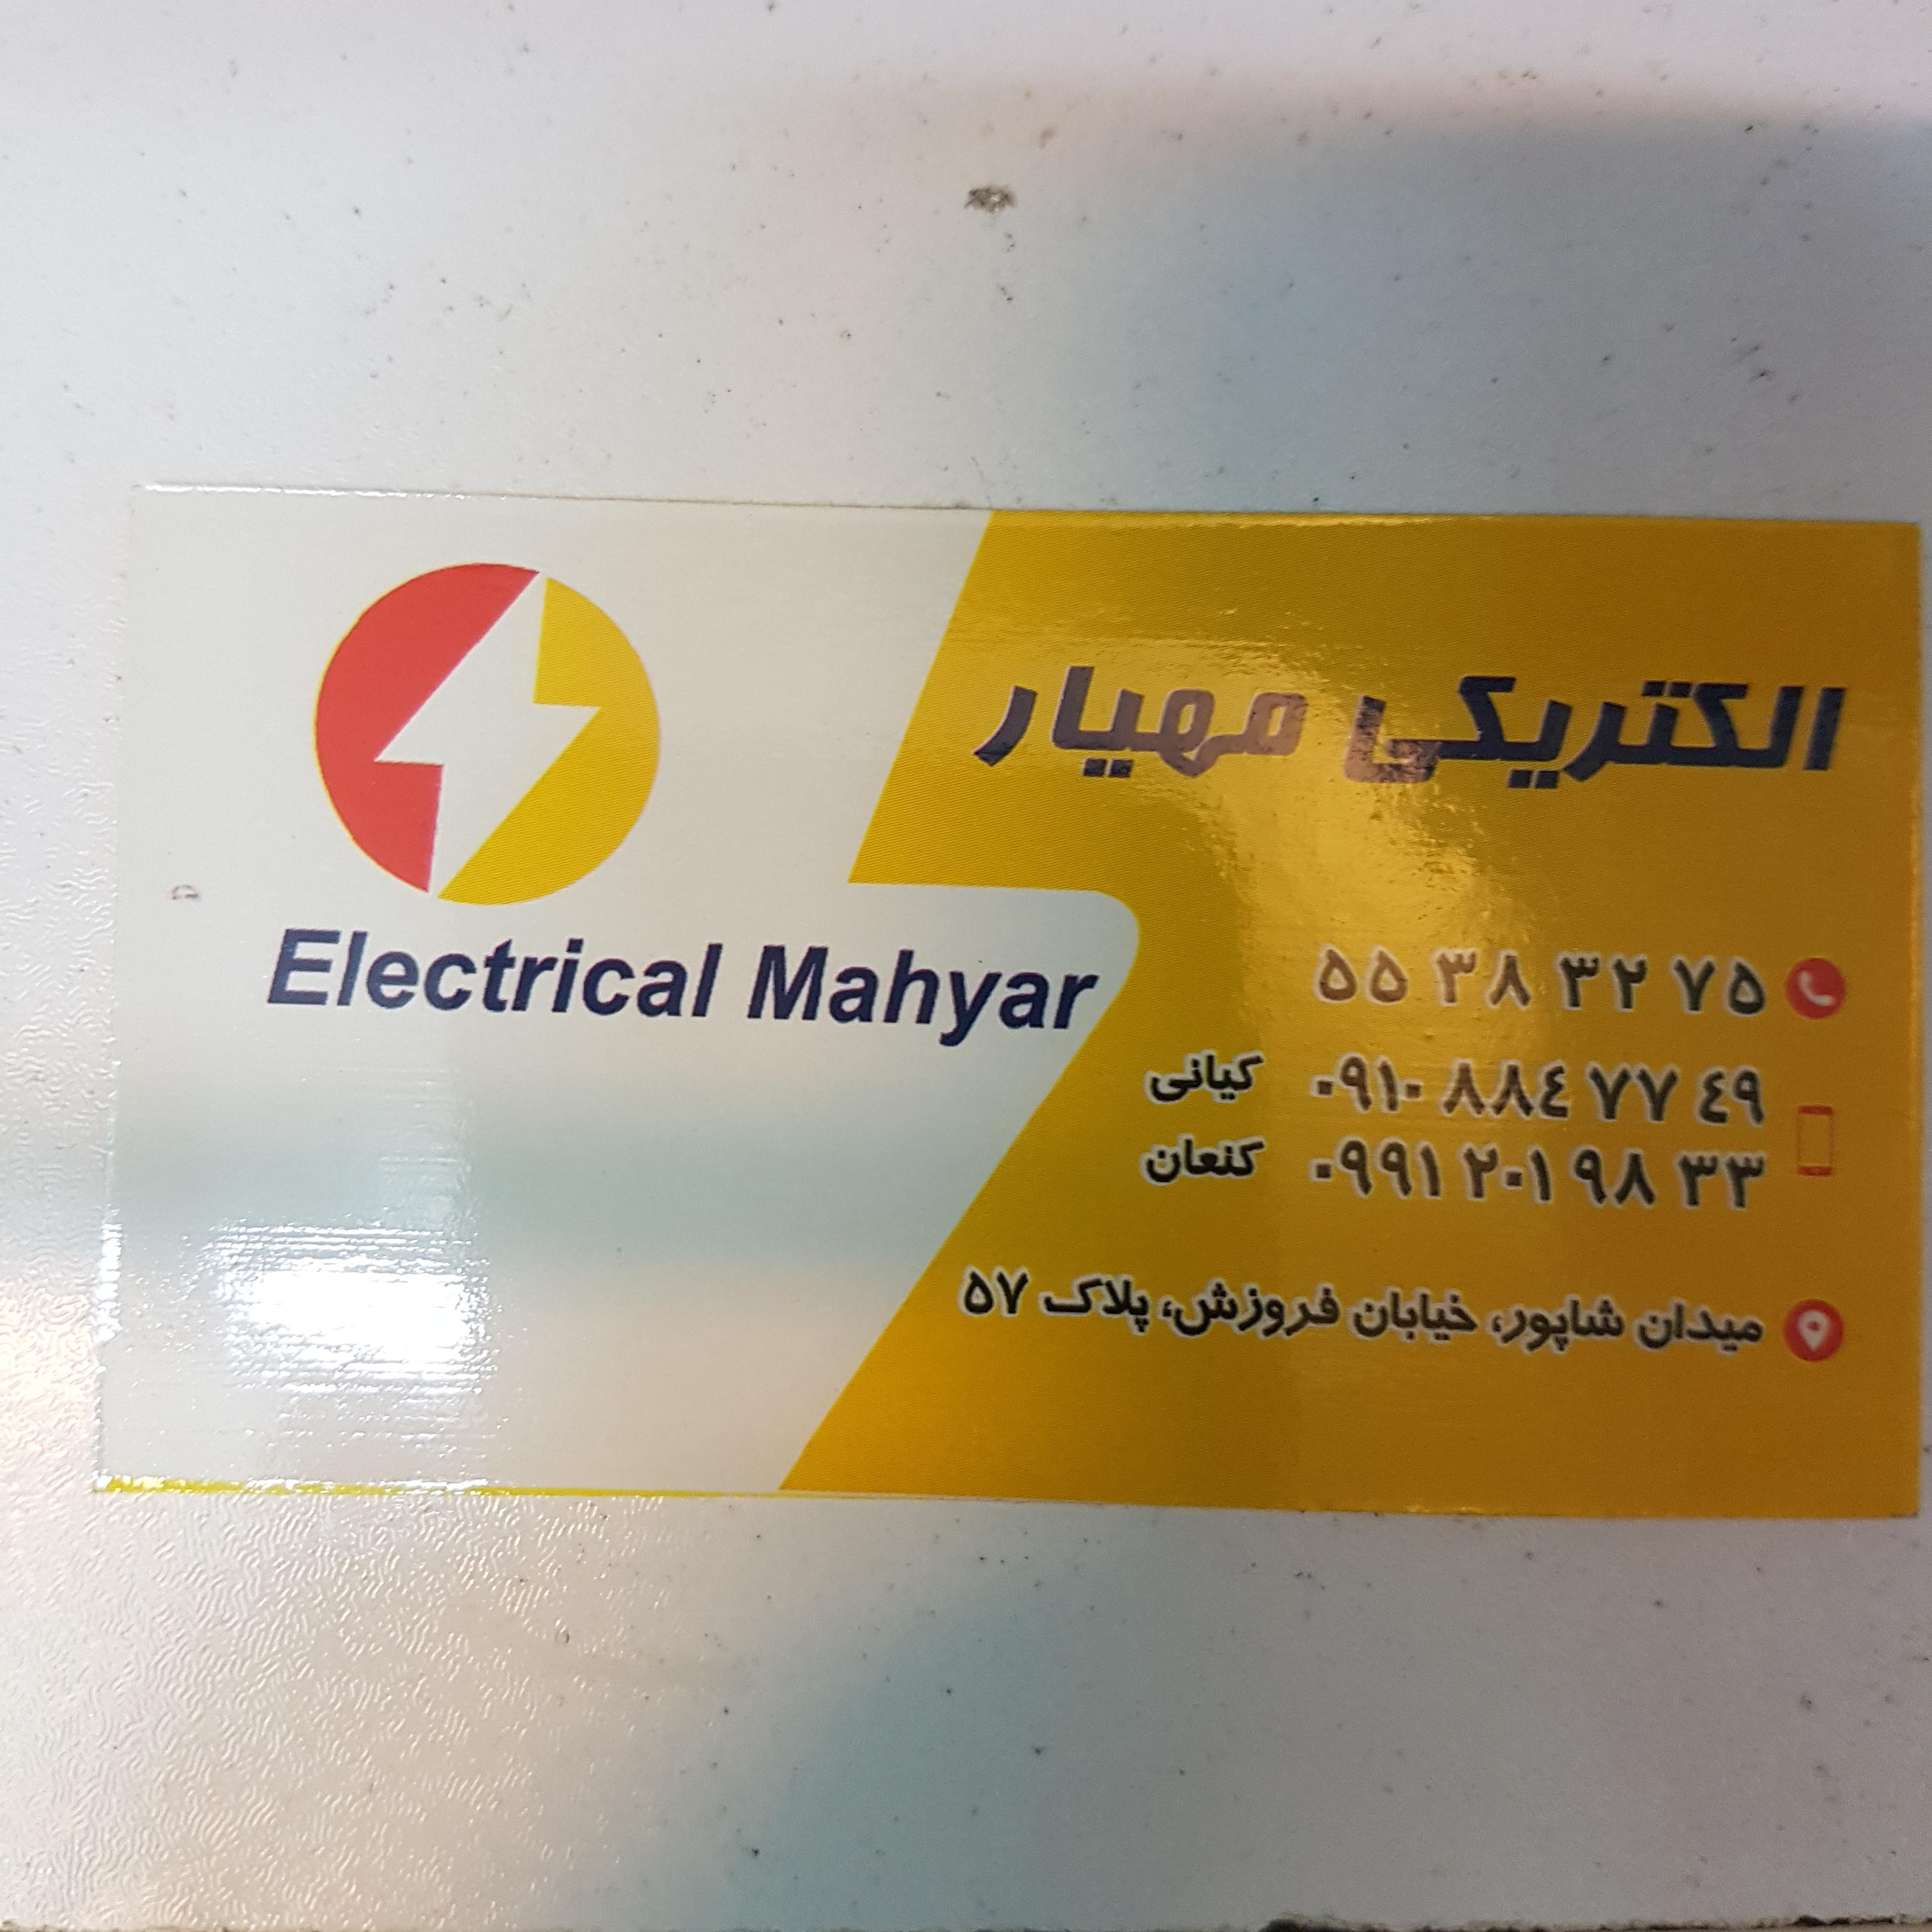 الکتریکی مهیار
Electrical Mahyar
۵۵ ۳۸ ۳۲ ۷۵
۰۹۱۰ ۸۸٤ ۷۷ ٤۹ کیانی
۰۹۹۱ ۲۰۱ ۹۸ ۳۳ کنعان
میدان شاپور، خیابان فروزش، پلاک ۵۷